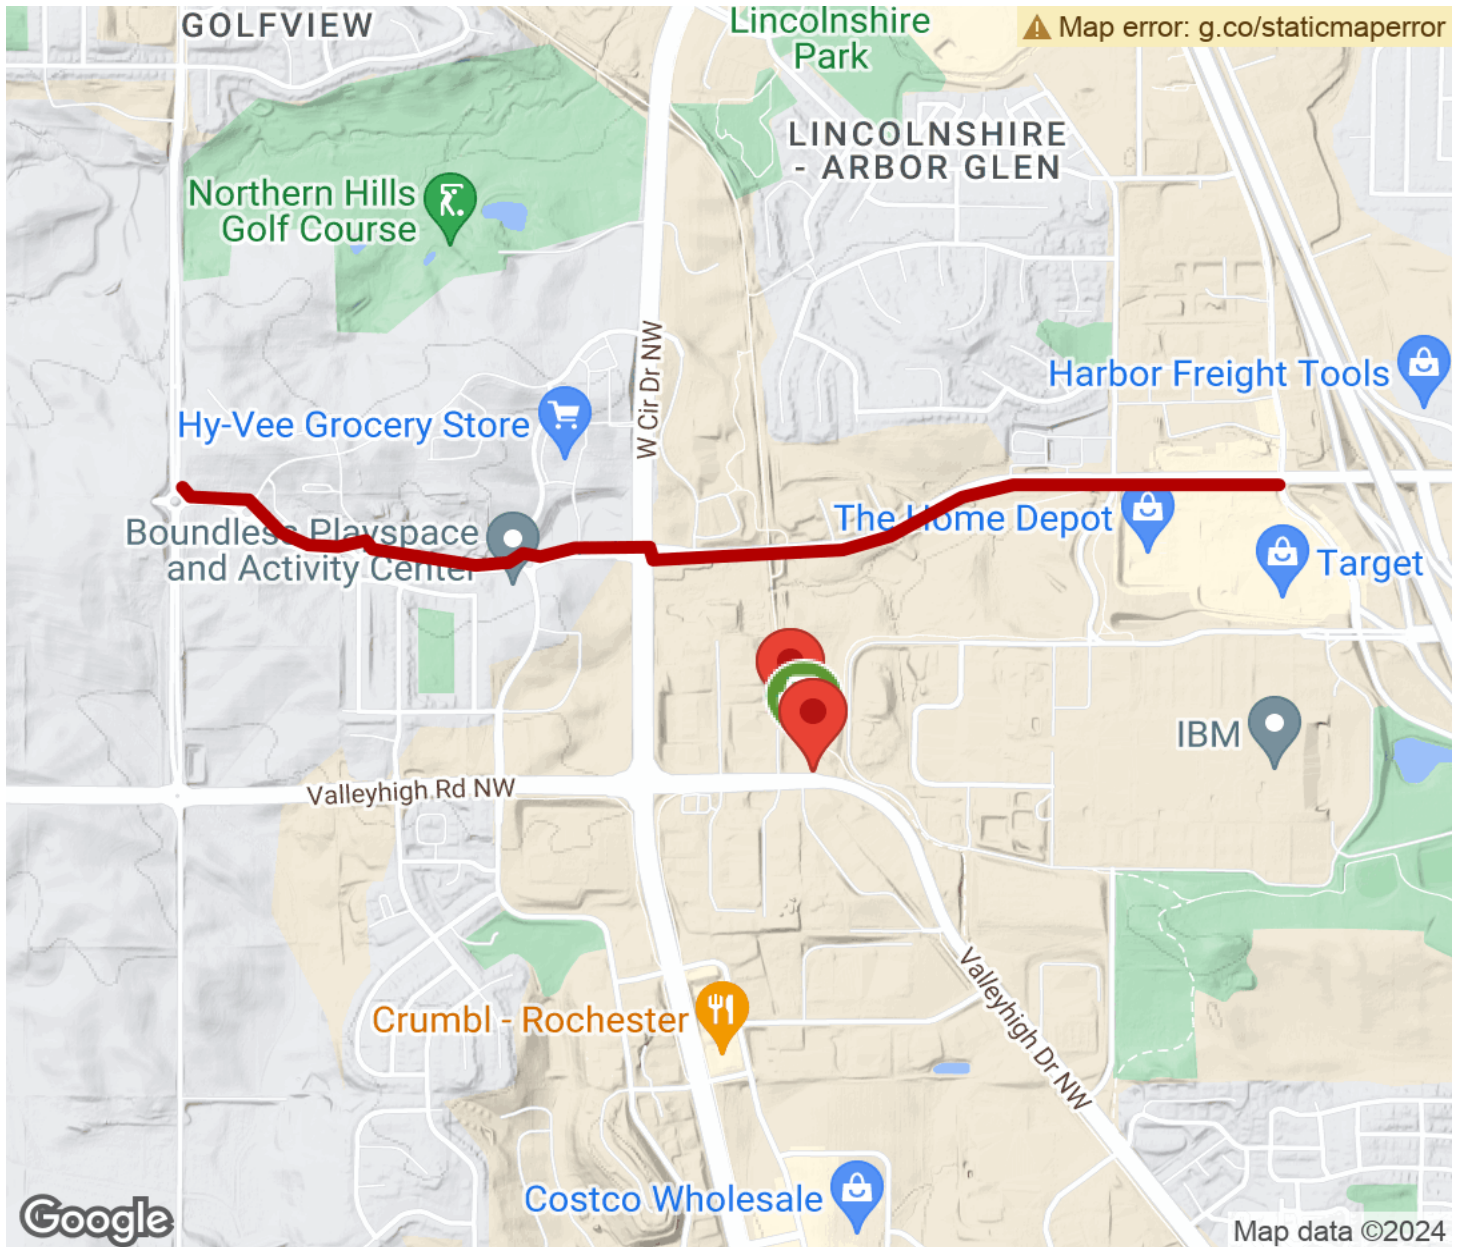 GOLFVIEW
Lincolnshire
Park
Map error: g.co/staticmaperror
LINCOLNSHIRE
- ARBOR GLEN
Northern Hills
Golf Course
W Cir Dr NW
Harbor Freight Tools
Hy-Vee Grocery Store
The Home Depot
Boundless Playspace
and Activity Center
Target
IBM
Valleyhigh Rd NW
Valleyhigh Dr NW
Crumbl - Rochester
Costco Wholesale
Google
Map data ©2024